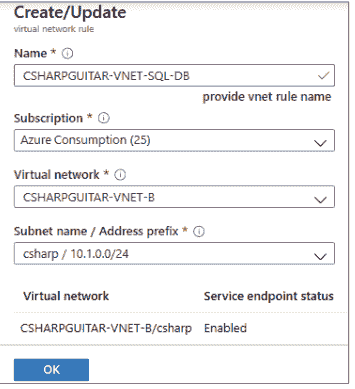 Create/Update
virtual network rule
Name *
CSHARPGUITAR-VNET-SQL-DB
provide vnet rule name
Subscription *
Azure Consumption (25)
Virtual network *
CSHARPGUITAR-VNET-B
Subnet name / Address prefix *
csharp / 10.1.0.0/24
Virtual network Service endpoint status
CSHARPGUITAR-VNET-B/csharp Enabled
OK